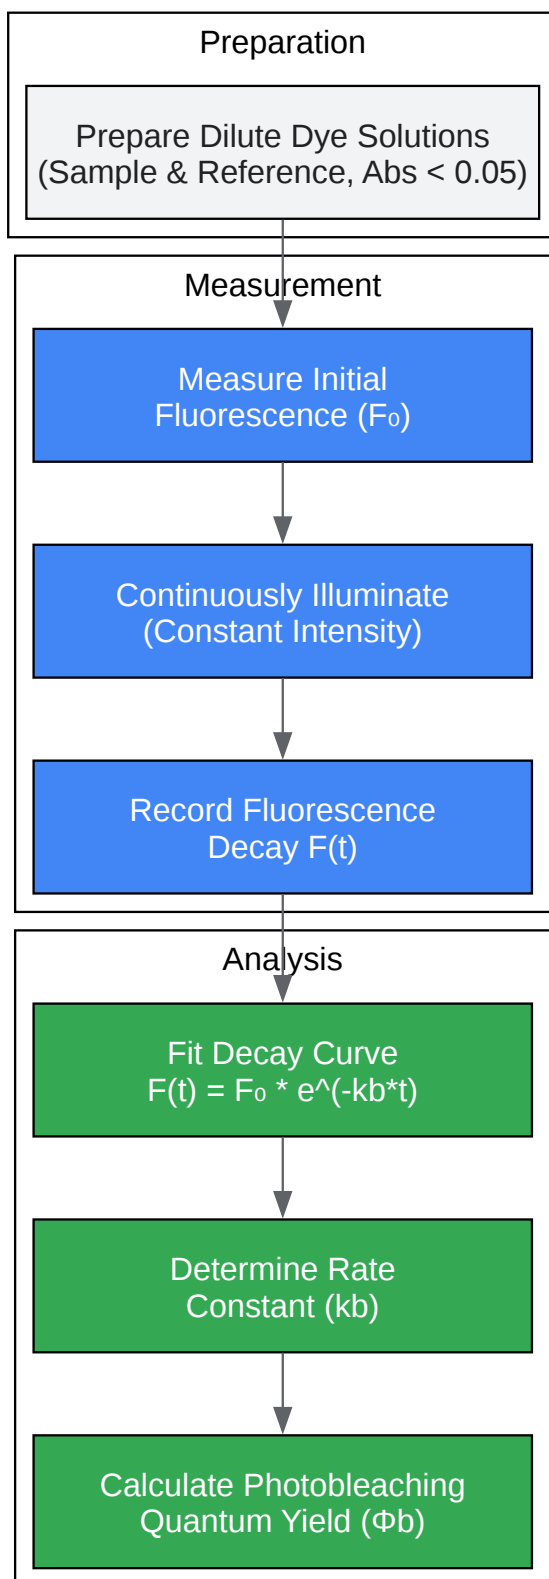 Preparation
Prepare Dilute Dye Solutions
(Sample & Reference, Abs < 0.05)
Measurement
Measure Initial
Fluorescence (F₀)
Continuously Illuminate
(Constant Intensity)
Record Fluorescence
Decay F(t)
Analysis
Fit Decay Curve
F(t) = F₀ * e^(-kb*t)
Determine Rate
Constant (kb)
Calculate Photobleaching
Quantum Yield (Φb)